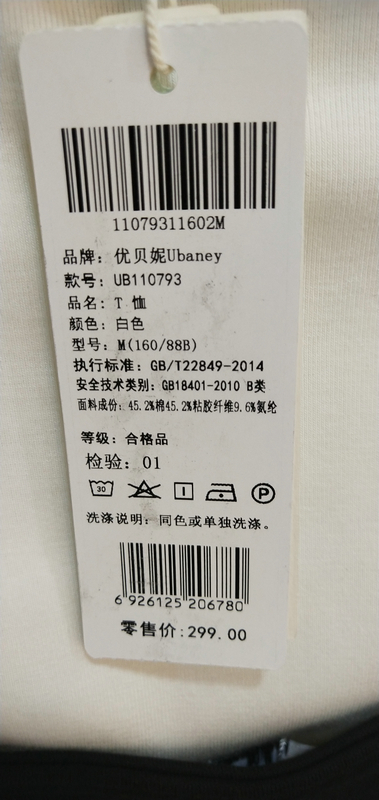 11079311602M
品牌：优贝妮Ubaney
款号：UB110793
品名：T 恤
颜色：白色
型号：M(160/88B)
执行标准：GB/T22849-2014
安全技术类别：GB18401-2010 B类
面料成份：45.2%棉45.2%粘胶纤维9.6%氨纶
等级：合格品
检验：01
30 P
洗涤说明：同色或单独洗涤。
6 926125 206780
零售价:299.00